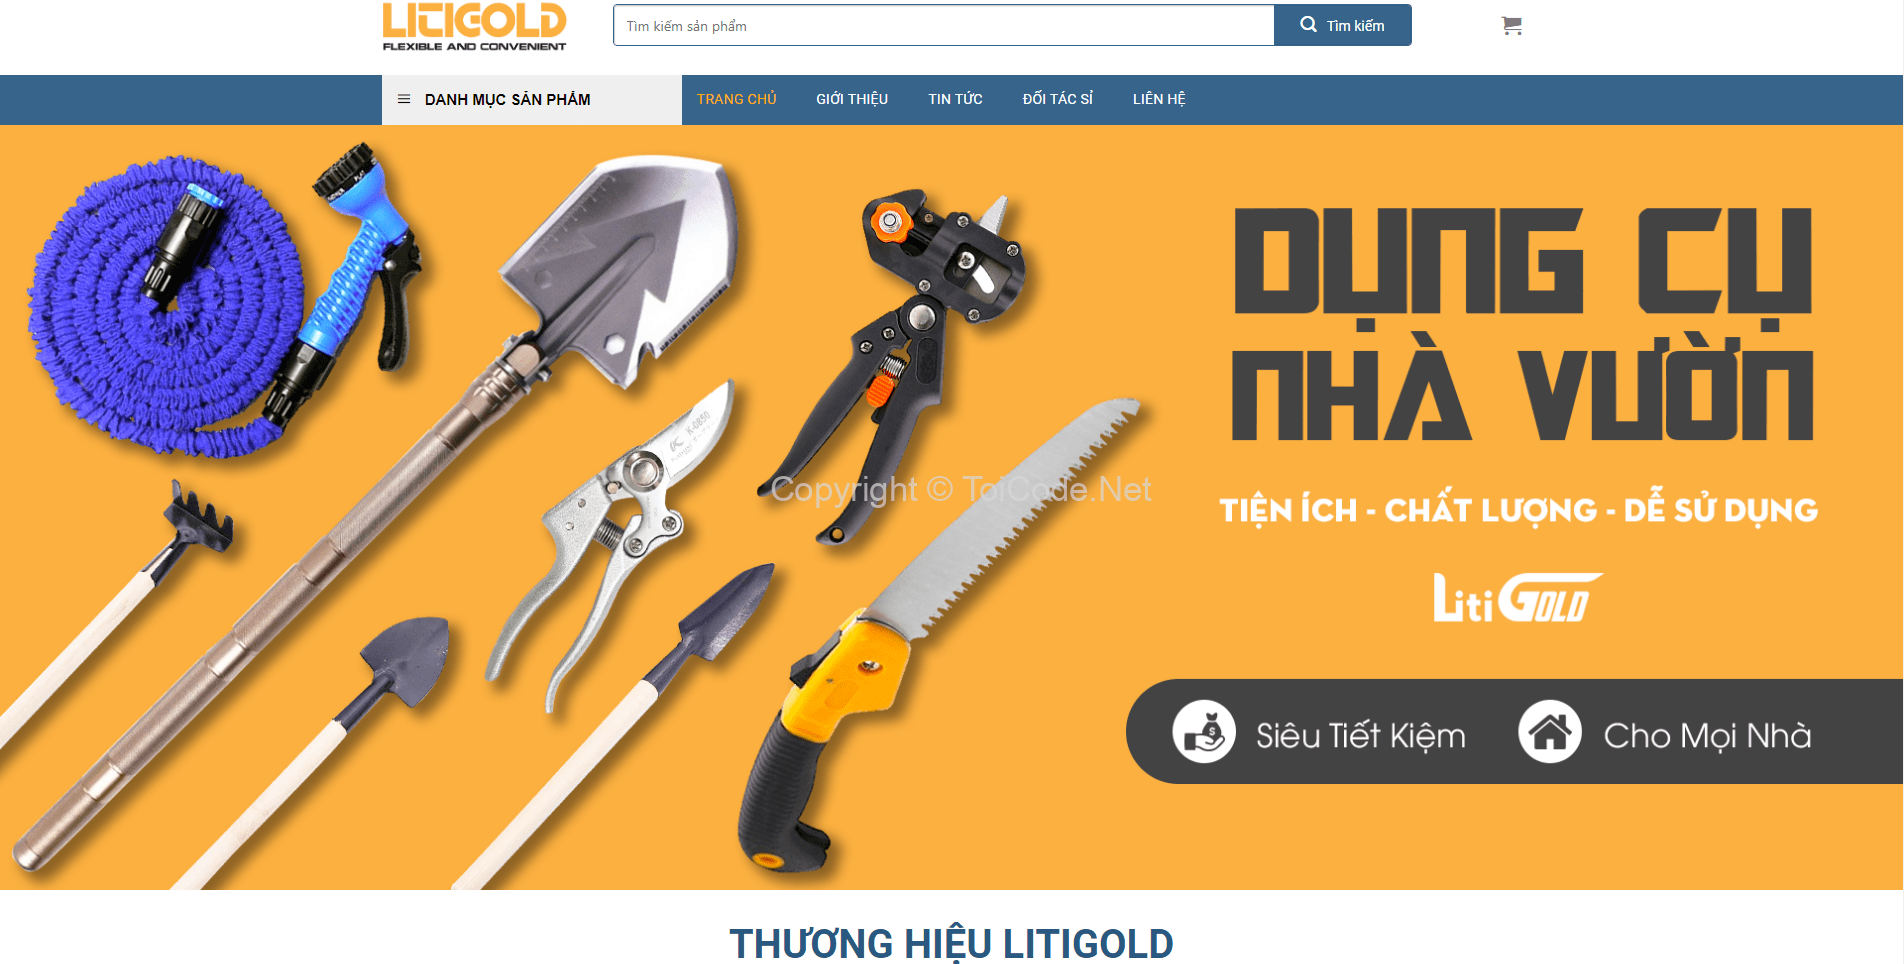 LITIGOLD
FLEXIBLE AND CONVENIENT
Tìm kiếm sản phẩm
Tìm kiếm
DANH MỤC SẢN PHẨM
TRANG CHỦ
GIỚI THIỆU
TIN TỨC
ĐỐI TÁC SỈ
LIÊN HỆ
DỤNG CỤ
NHÀ VƯỜN
K-0850
Copyright © ToiCode.Net
TIỆN ÍCH - CHẤT LƯỢNG - DỄ SỬ DỤNG
LitiGOLD
Siêu Tiết Kiệm
Cho Mọi Nhà
THƯƠNG HIỆU LITIGOLD